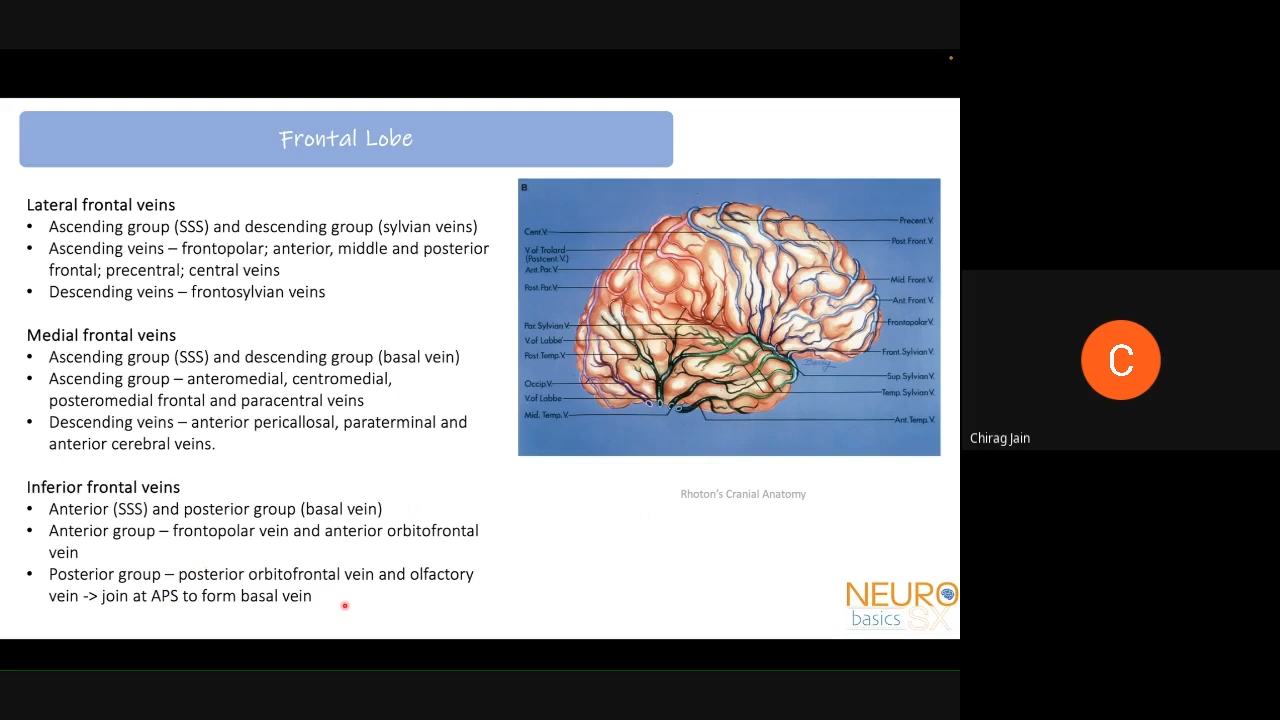 Frontal Lobe
Lateral frontal veins
• Ascending group (SSS) and descending group (sylvian veins)
• Ascending veins – frontopolar; anterior, middle and posterior
frontal; precentral; central veins
• Descending veins – frontosylvian veins
Medial frontal veins
• Ascending group (SSS) and descending group (basal vein)
• Ascending group – anteromedial, centromedial,
posteromedial frontal and paracentral veins
• Descending veins – anterior pericallosal, paraterminal and
anterior cerebral veins.
Inferior frontal veins
• Anterior (SSS) and posterior group (basal vein)
• Anterior group – frontopolar vein and anterior orbitofrontal
vein
• Posterior group – posterior orbitofrontal vein and olfactory
vein -> join at APS to form basal vein
B
Cent.V.
V.of Trolard
(Postcent.V.)
Ant.Par.V.
Post.Par.V.
Par.Sylvian V.
V.of Labbe'
Post.Temp.V.
Occip.V.
V.of Labbe
Mid. Temp.V.
Precent.V.
Post.Front.V.
Mid. Front.V.
Ant.Front.V.
Frontopolar V.
Front.Sylvian V.
Sup.Sylvian V.
Temp.Sylvian V.
Ant.Temp.V.
Rhoton's Cranial Anatomy
NEURO
basics SX
C
Chirag Jain